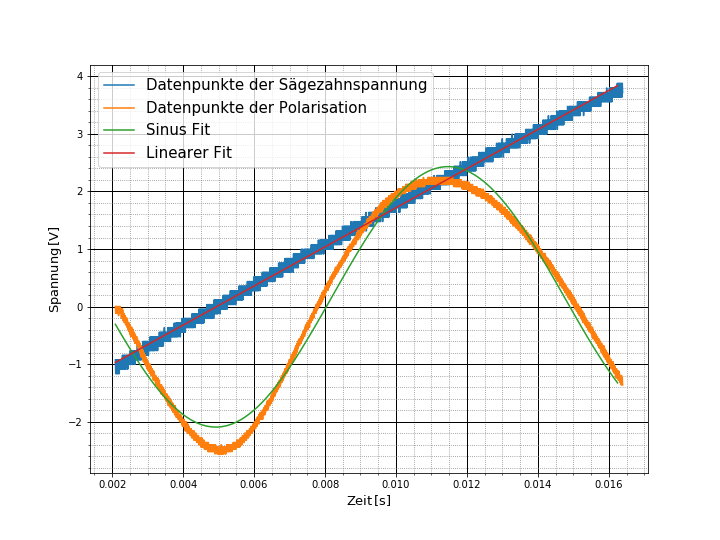 Datenpunkte der Sägezahnspannung
Datenpunkte der Polarisation
Sinus Fit
Linearer Fit
4
3
2
1
0
−1
−2
Spannung [V]
0.002 0.004 0.006 0.008 0.010 0.012 0.014 0.016
Zeit [s]